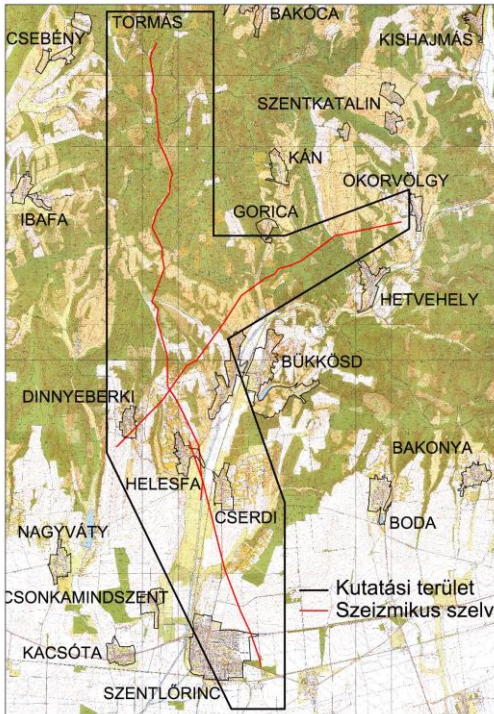 TORMÁS
BAKÓCA
CSEBÉNY
KISHAJMÁS
SZENTKATALIN
KÁN
OKORVÖLGY
IBAFA
GORICA
HETVEHELY
BÜKKÖSD
DINNYEBERKI
BAKONYA
HELESFA
CSERDI
BODA
NAGYVÁTY
Kutatási terület
CSONKAMINDSZENT
Szeizmikus szelv
KACSÓTA
SZENTLŐRINC